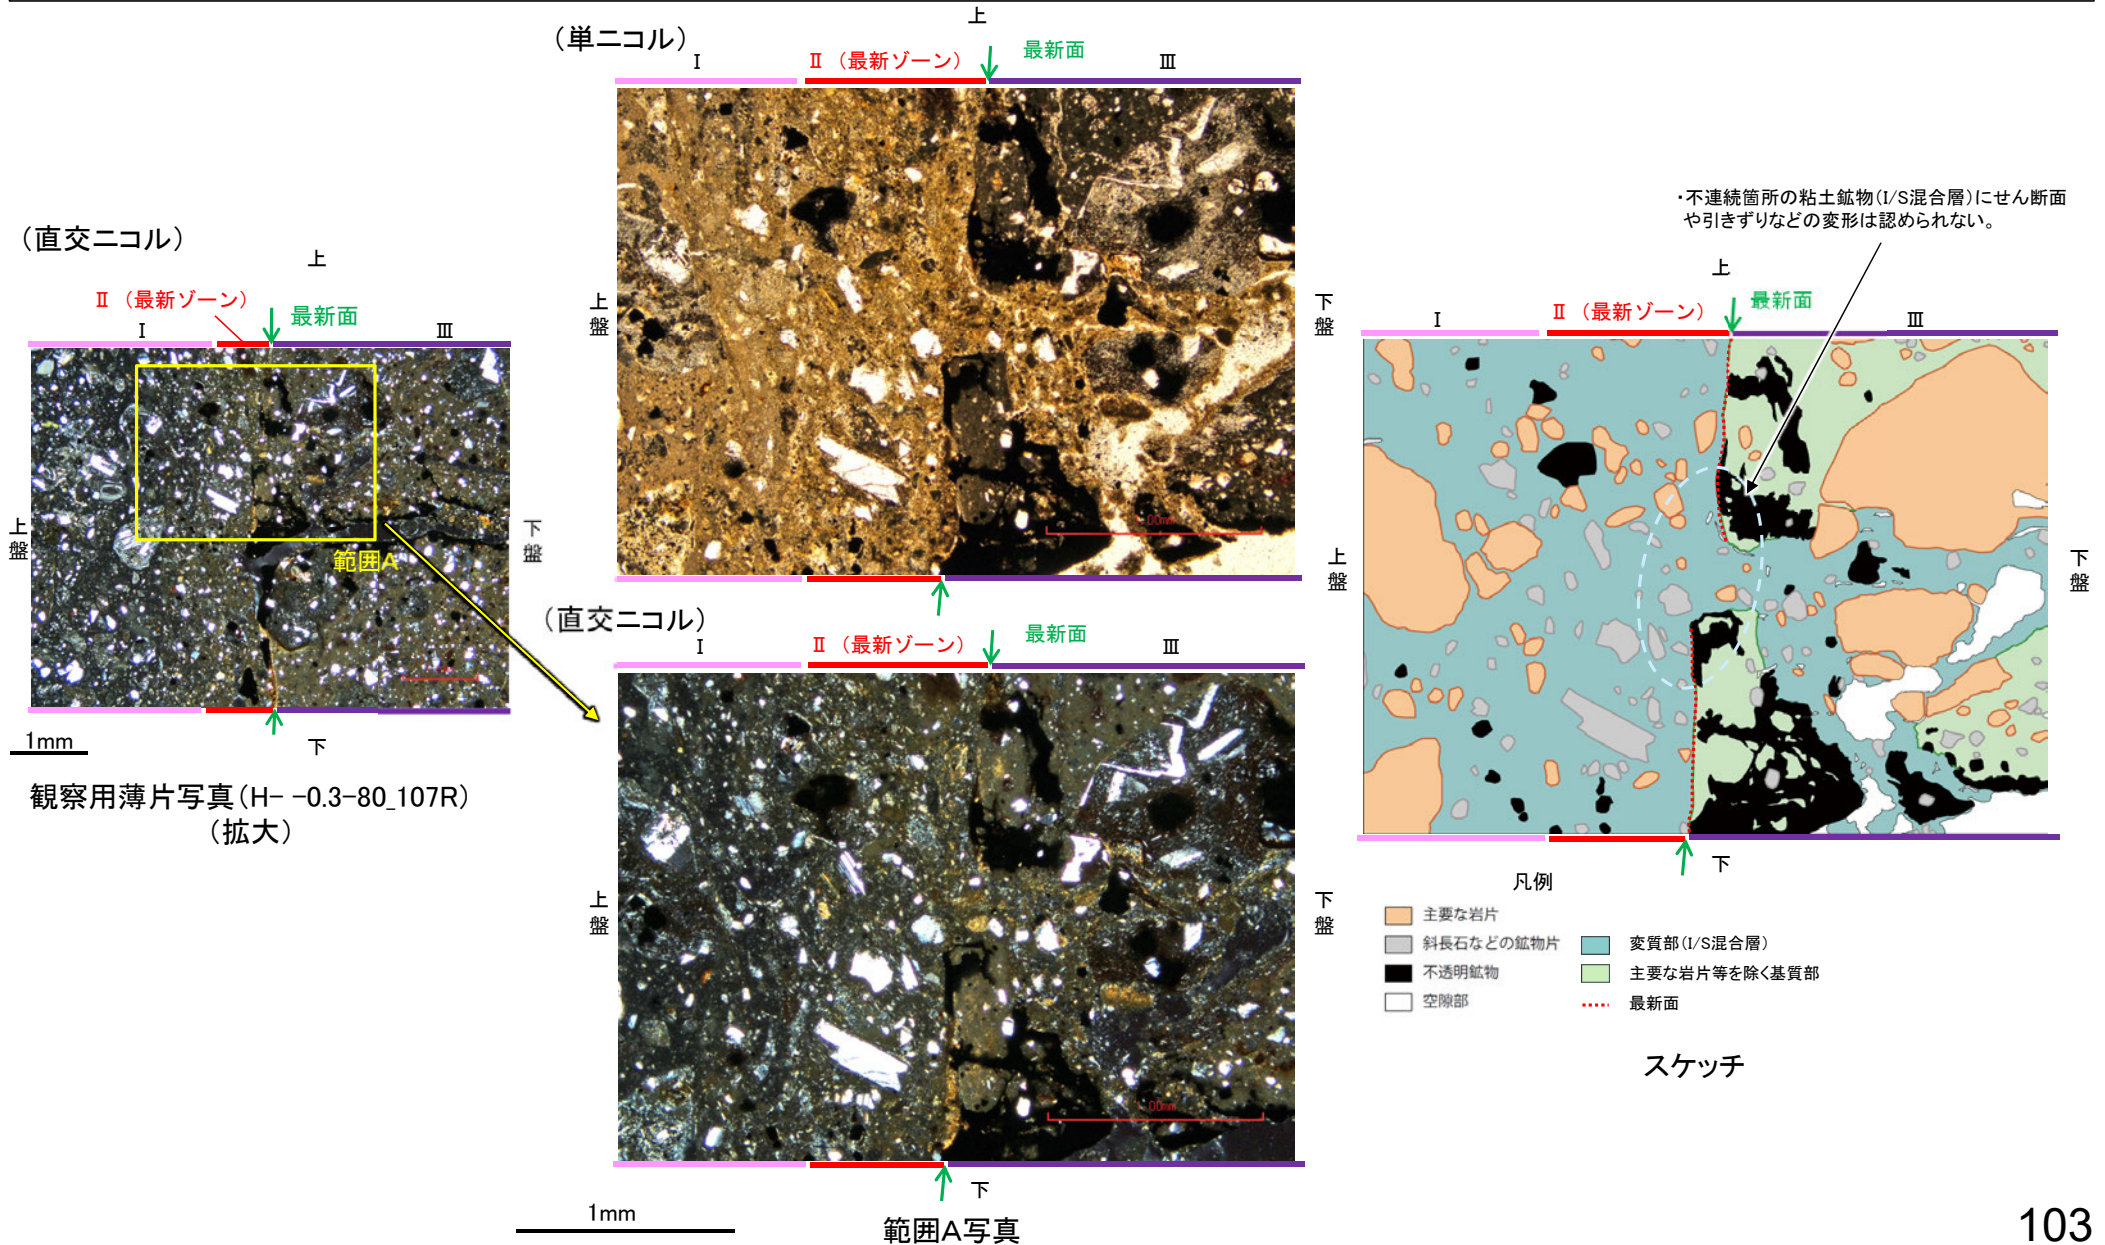 （直交ニコル）
上
Ⅱ （最新ゾーン）
最新面
Ⅰ
Ⅲ
上盤
下盤
範囲A
下
1mm
観察用薄片写真（H- -0.3-80_107R）
（拡大）
（単ニコル）
上
Ⅰ
Ⅱ （最新ゾーン）
最新面
Ⅲ
上盤
下盤
1.00mm
（直交ニコル）
Ⅰ
Ⅱ （最新ゾーン）
最新面
Ⅲ
上盤
下盤
1.00mm
下
1mm
範囲A写真
・不連続箇所の粘土鉱物(I/S混合層)にせん断面
や引きずりなどの変形は認められない。
上
Ⅰ
Ⅱ （最新ゾーン）
最新面
Ⅲ
上盤
下盤
下
凡例
主要な岩片
斜長石などの鉱物片
不透明鉱物
空隙部
変質部(I/S混合層)
主要な岩片等を除く基質部
最新面
スケッチ
103